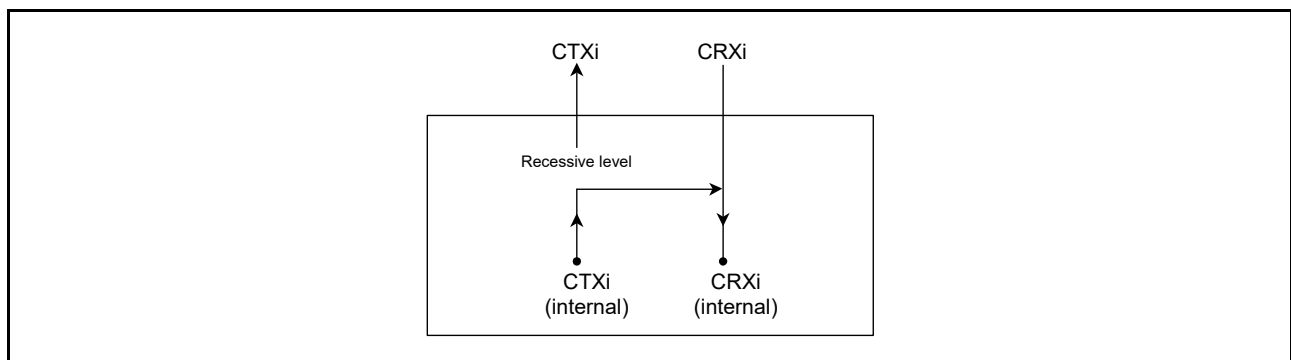 CTXi CRXi
Recessive level
CTXi CRXi
(internal) (internal)